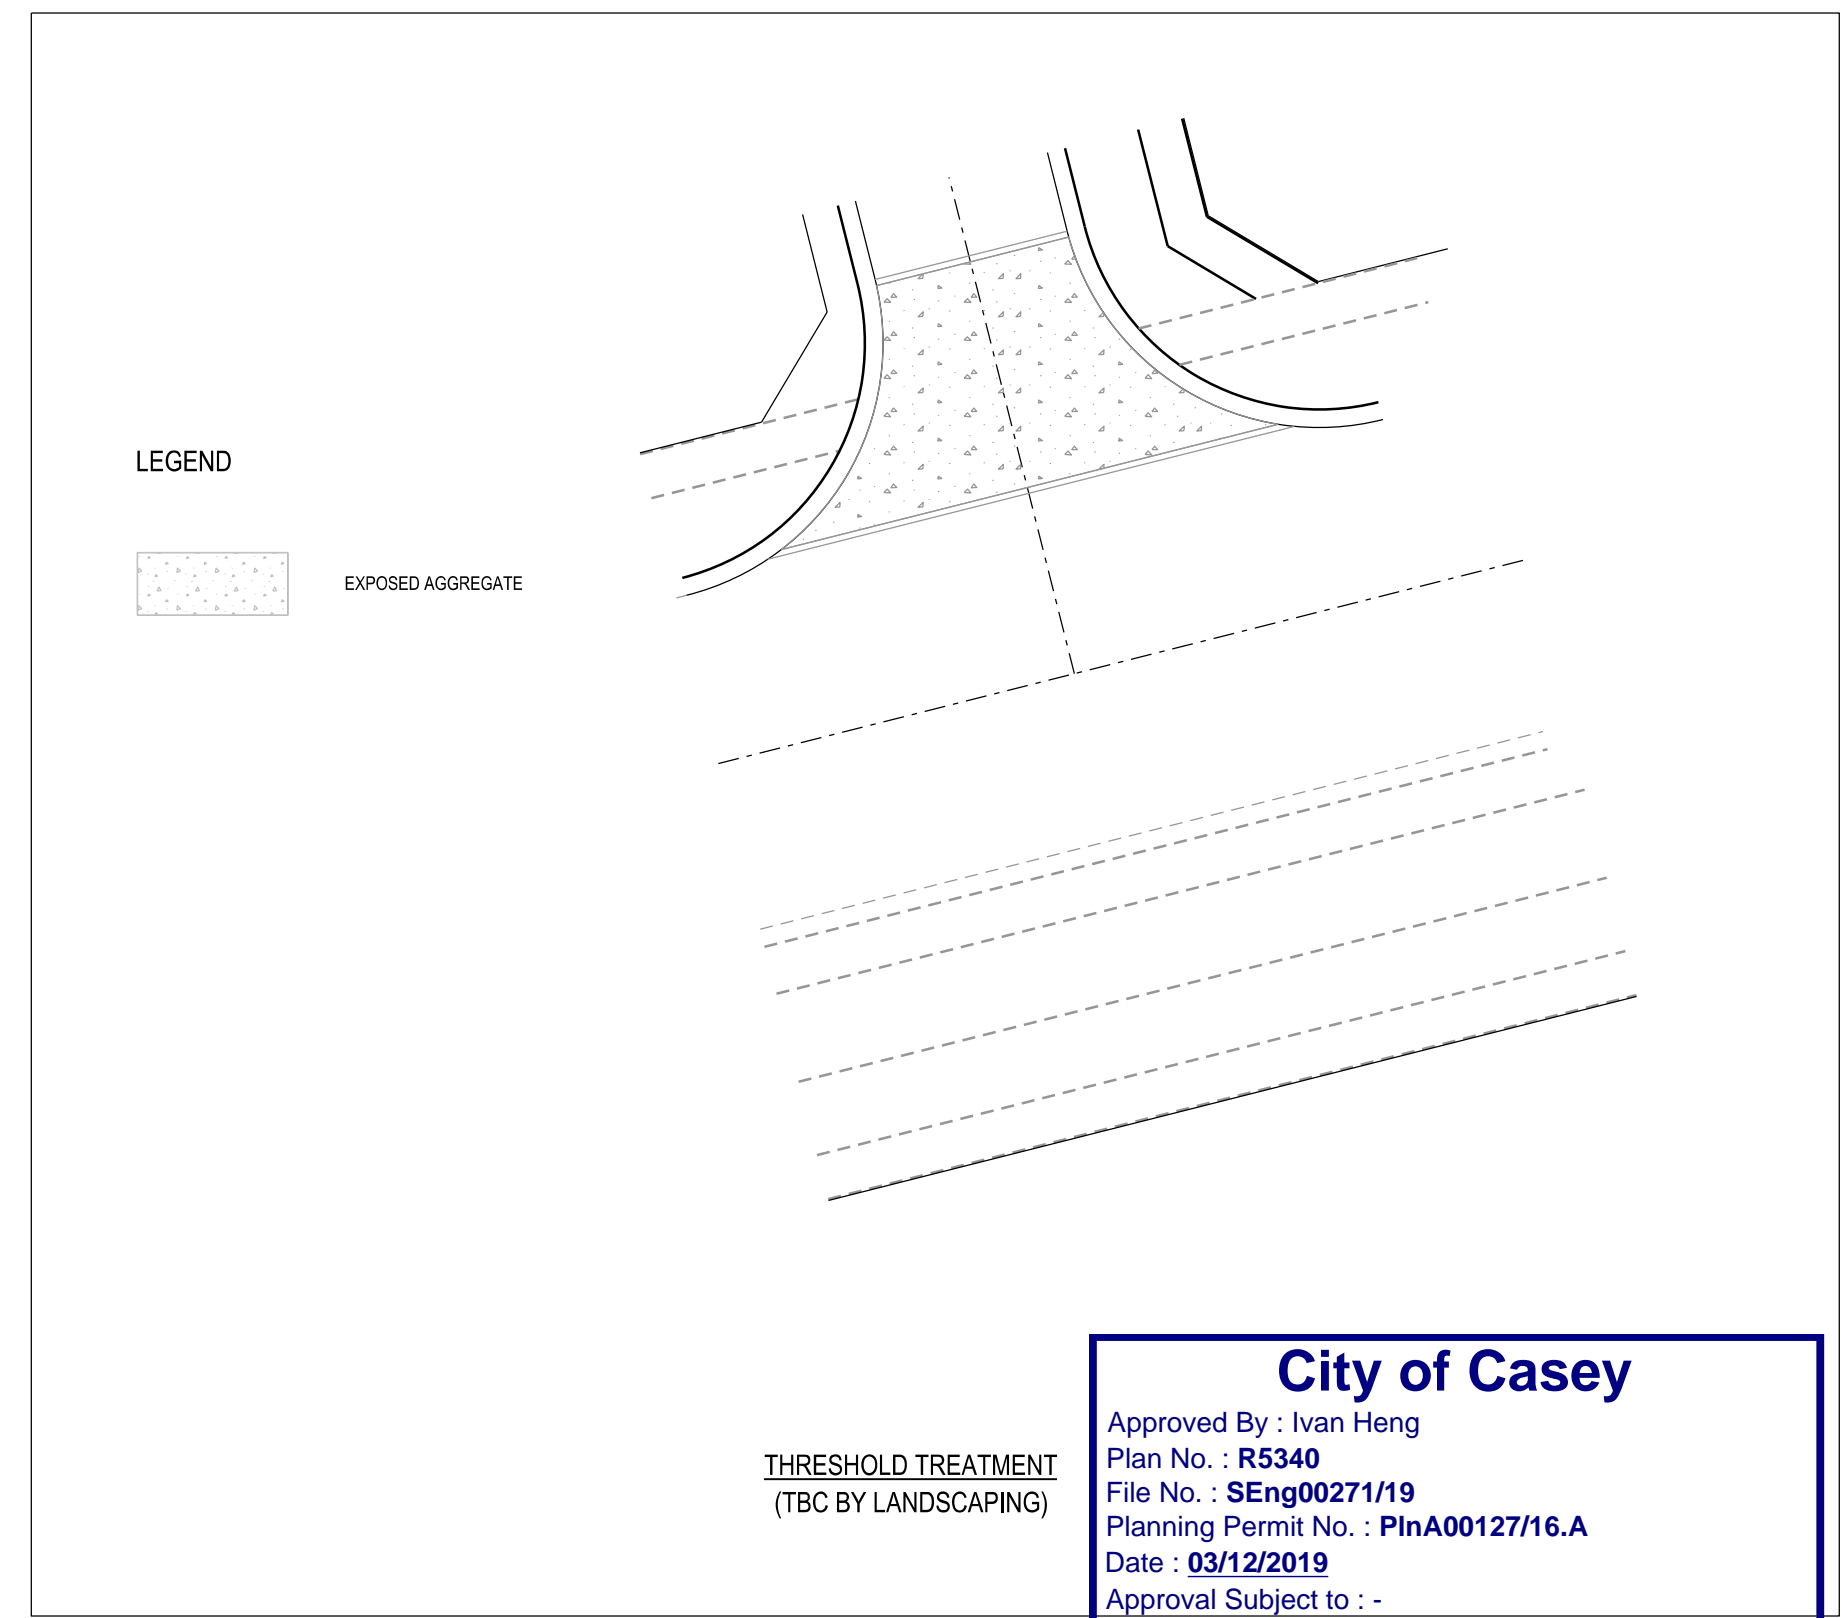 LEGEND
EXPOSED AGGREGATE
THRESHOLD TREATMENT
(TBC BY LANDSCAPING)
City of Casey
Approved By : Ivan Heng
Plan No. : R5340
File No. : SEng00271/19
Planning Permit No. : PlnA00127/16.A
Date : 03/12/2019
Approval Subject to : -